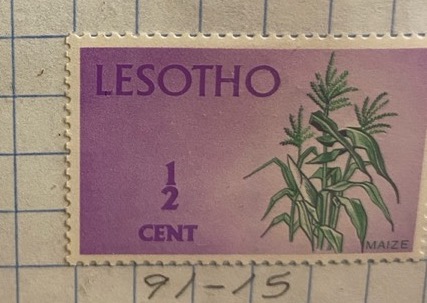 LESOTHO
1/2
CENT
MAIZE
91-15